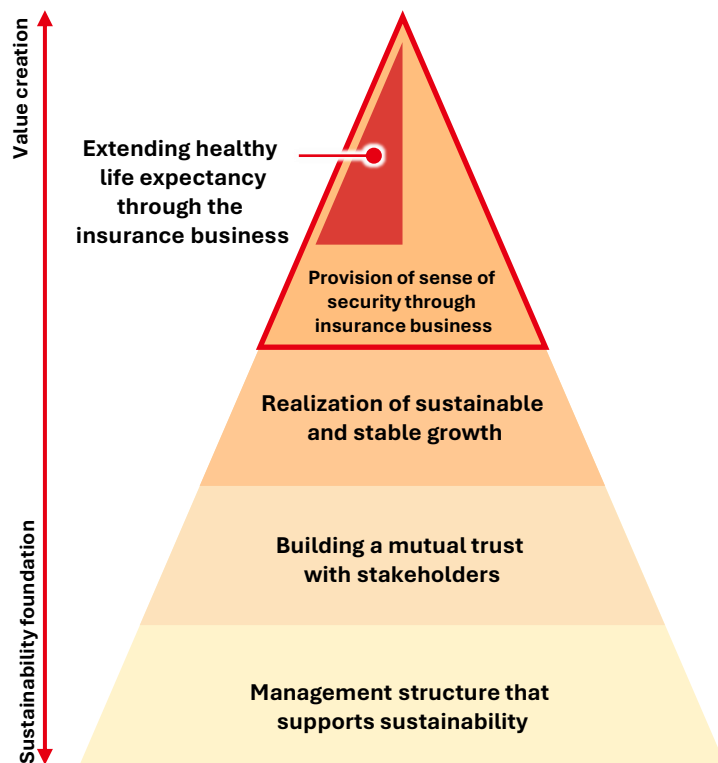 Value creation
Extending healthy
life expectancy
through the
insurance business
Provision of sense of
security through
insurance business
Realization of sustainable
and stable growth
Building a mutual trust
with stakeholders
Sustainability foundation
Management structure that
supports sustainability